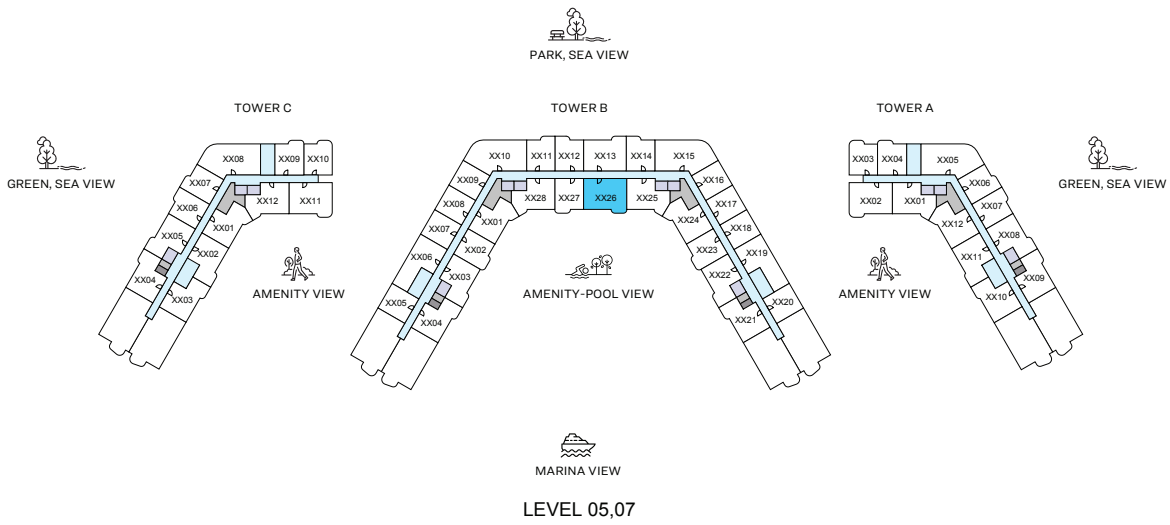 PARK, SEA VIEW
TOWER C
TOWER B
TOWER A
GREEN, SEA VIEW
GREEN, SEA VIEW
XX08
XX09
XX10
XX07
XX12
XX11
XX06
XX01
XX05
XX02
XX04
XX03
XX10
XX11
XX12
XX13
XX14
XX15
XX09
XX28
XX27
XX26
XX25
XX16
XX08
XX01
XX24
XX17
XX07
XX02
XX23
XX18
XX06
XX03
XX22
XX19
XX05
XX04
XX21
XX20
XX03
XX04
XX05
XX02
XX01
XX06
XX12
XX07
XX11
XX08
XX10
XX09
AMENITY VIEW
AMENITY-POOL VIEW
AMENITY VIEW
MARINA VIEW
LEVEL 05,07